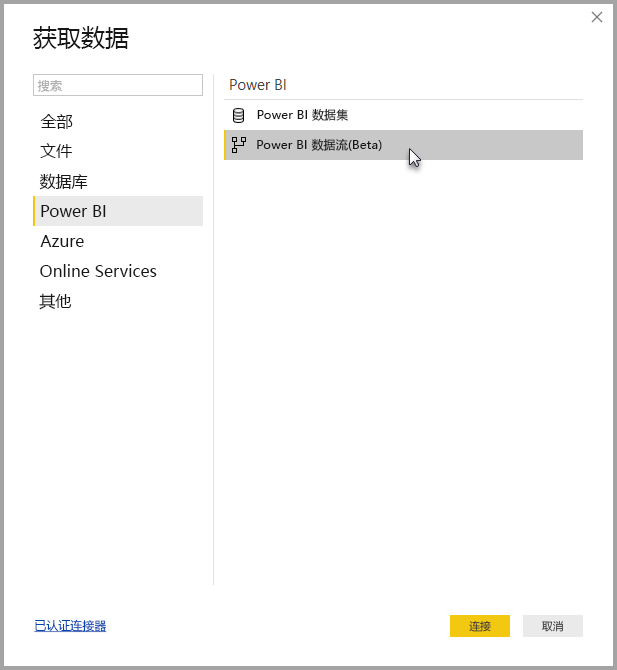 获取数据
搜索
全部
文件
数据库
Power BI
Azure
Online Services
其他
Power BI
Power BI 数据集
Power BI 数据流(Beta)
已认证连接器
连接
取消